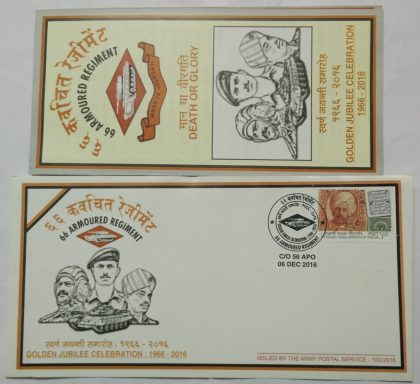 ६६ कवचित रेजीमेंट
66 ARMOURED REGIMENT
मान या वीरगति
DEATH OR GLORY
स्वर्ण जयन्ती समारोह
१९६६ - २०१६
GOLDEN JUBILEE CELEBRATION
1966 - 2016
६६ कवचित रेजीमेंट
66 ARMOURED REGIMENT
६६ कवचित रेजिमेंट
66 ARMOURED REGIMENT
C/O 56 APO
06 DEC 2016
स्वर्ण जयन्ती समारोह : १९६६ - २०१६
GOLDEN JUBILEE CELEBRATION : 1966 - 2016
ISSUED BY THE ARMY POSTAL SERVICE - 100/2016